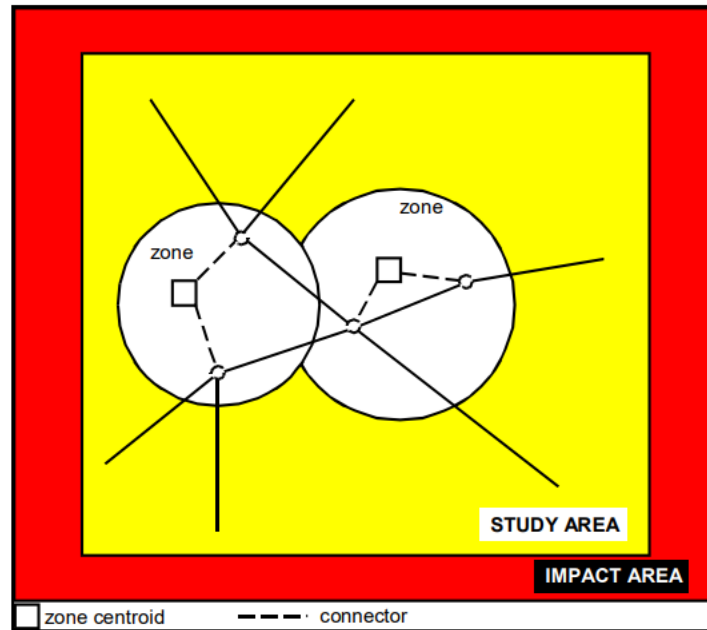 zone
zone
STUDY AREA
IMPACT AREA
zone centroid
connector